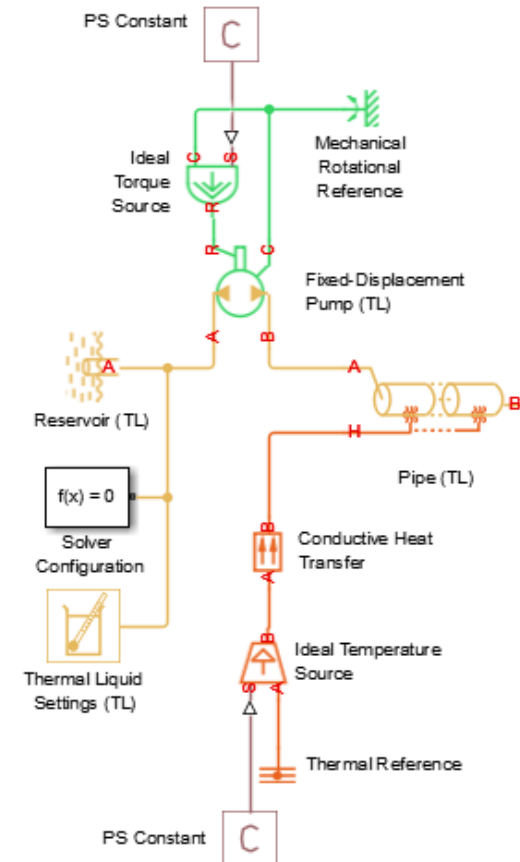 PS Constant
C
Ideal
Torque
Source
C
S
R
Mechanical
Rotational
Reference
R
C
Fixed-Displacement
Pump (TL)
A
B
A
A
B
Reservoir (TL)
H
Pipe (TL)
f(x) = 0
Solver
Configuration
B
A
Conductive Heat
Transfer
Thermal Liquid
Settings (TL)
B
S
A
Ideal Temperature
Source
Thermal Reference
PS Constant
C